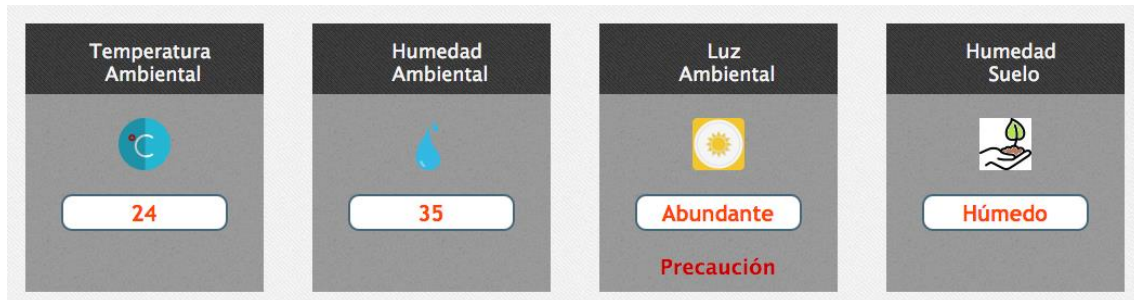 Temperatura
Ambiental
°C
24
Humedad
Ambiental
35
Luz
Ambiental
Abundante
Precaución
Humedad
Suelo
Húmedo